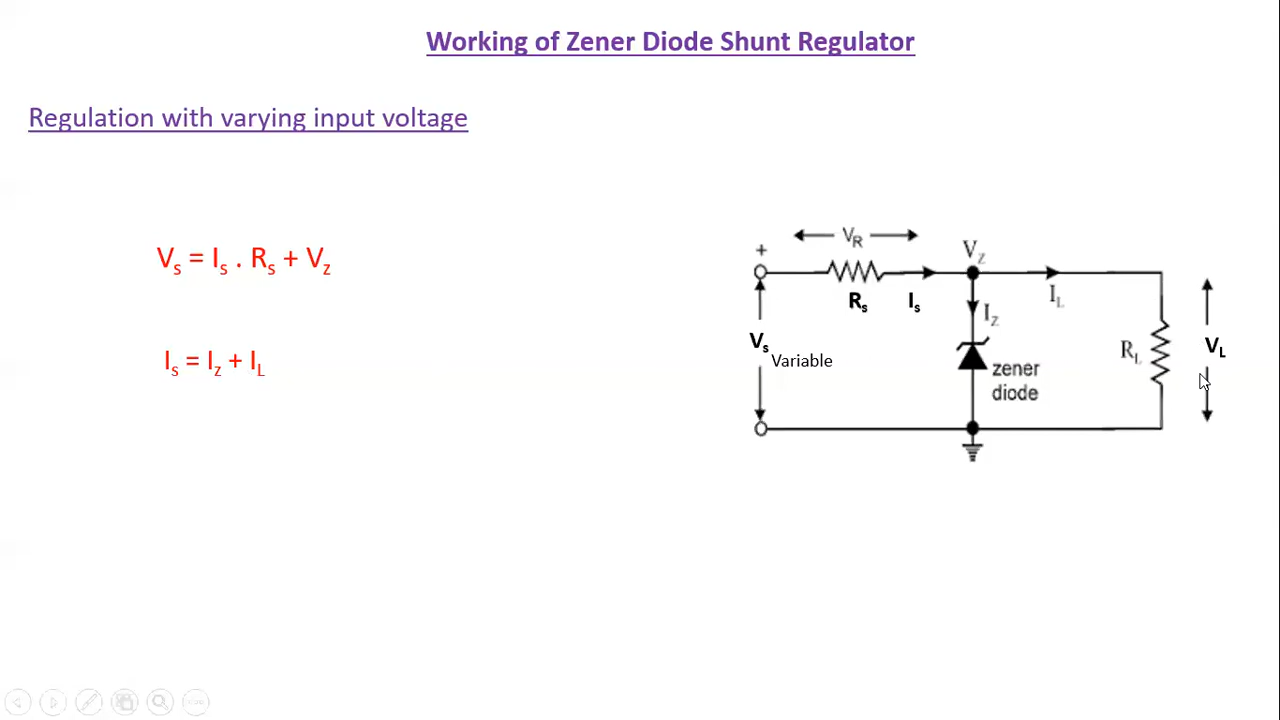 Working of Zener Diode Shunt Regulator
Regulation with varying input voltage
Vs = Is . Rs + Vz
Is = Iz + IL
VR
+
VZ
Rs
Is
IL
IZ
Vs
Variable
RL
VL
zener
diode